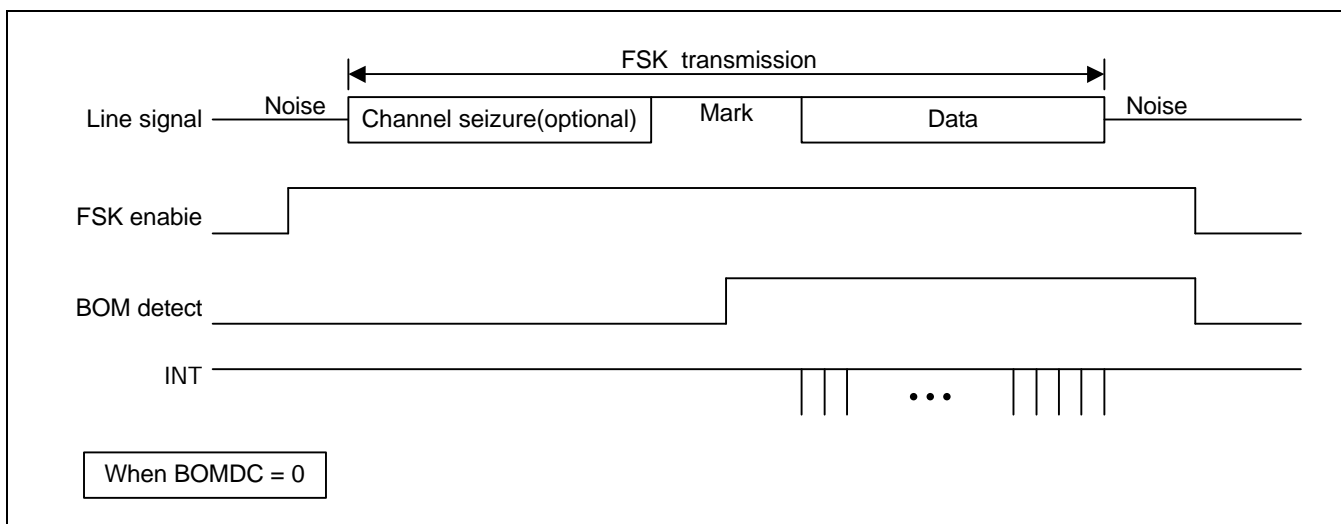 FSK transmission
Line signal
Noise
Channel seizure(optional)
Mark
Data
Noise
FSK enabie
BOM detect
INT
•••
When BOMDC = 0